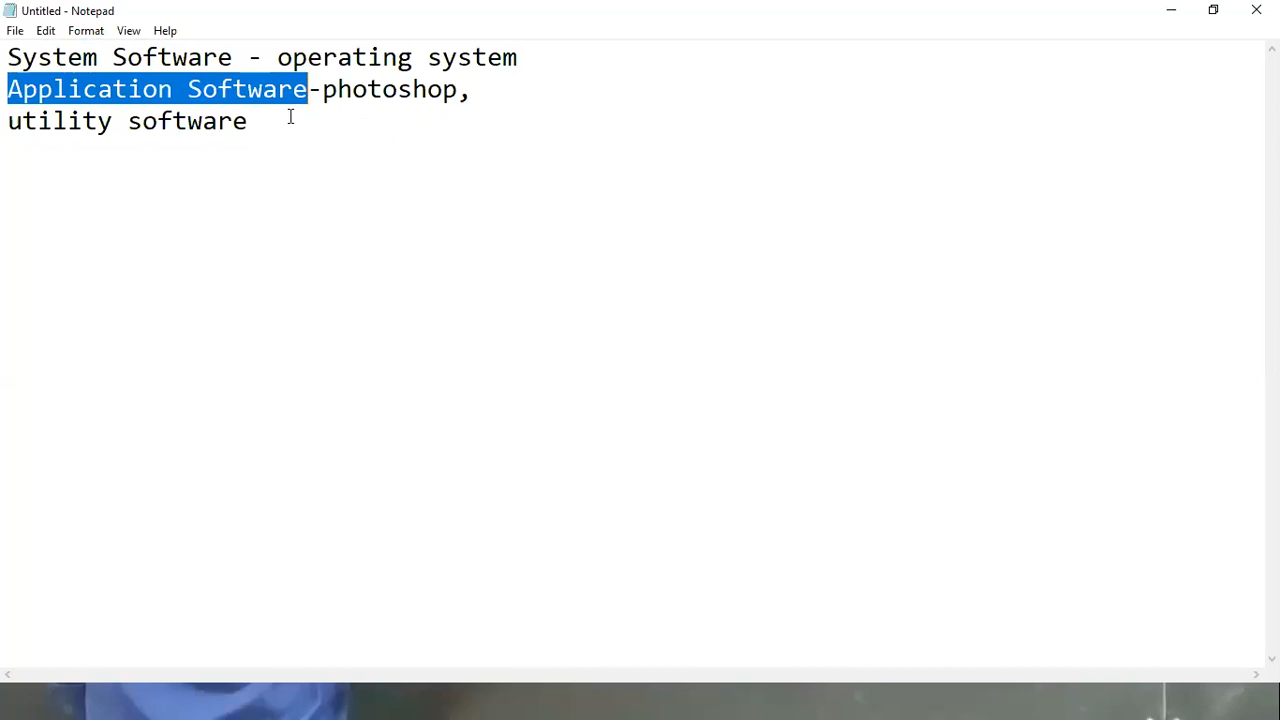 Untitled - Notepad
File Edit Format View Help
System Software - operating system
Application Software-photoshop,
utility software